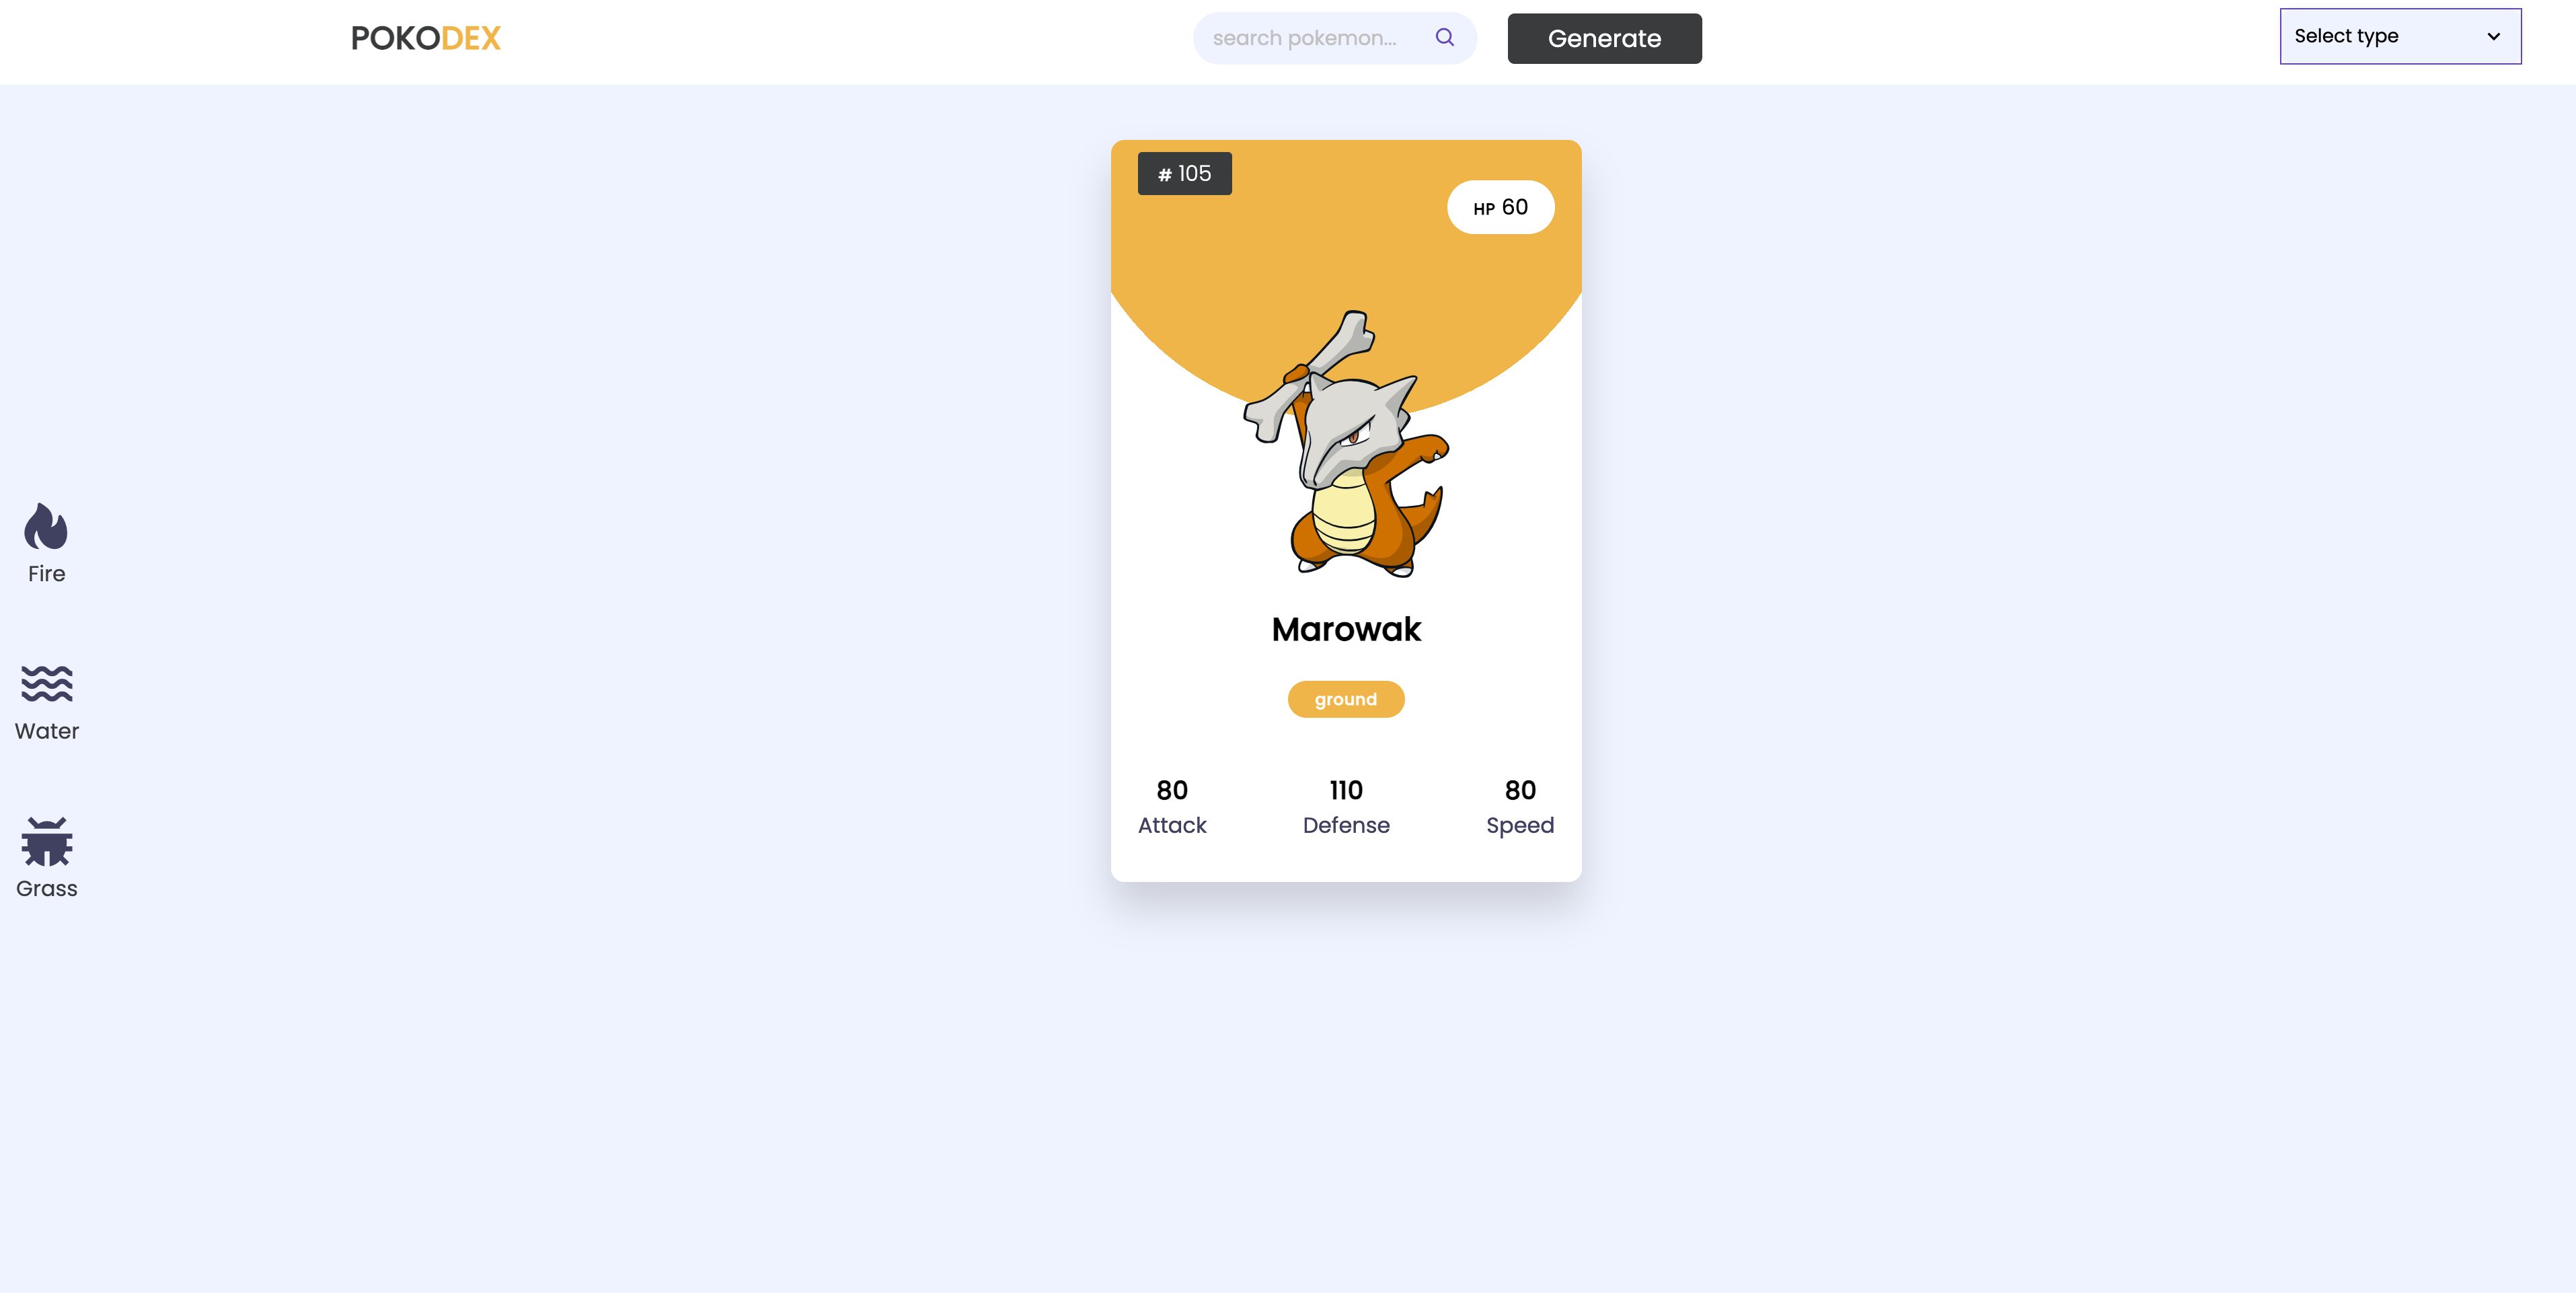 POKODEX
search pokemon...
Generate
Select type
# 105
HP 60
Fire
Marowak
ground
Water
80
110
80
Attack
Defense
Speed
Grass